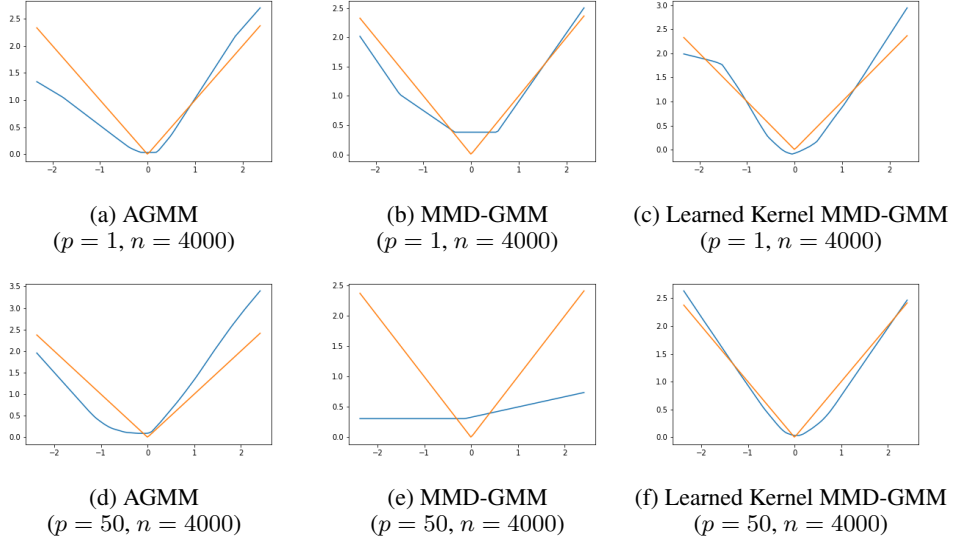 2.5
2.0
1.5
1.0
0.5
0.0
−2 −1 0 1 2
2.5
2.0
1.5
1.0
0.5
0.0
−2 −1 0 1 2
3.0
2.5
2.0
1.5
1.0
0.5
0.0
−2 −1 0 1 2
(a) AGMM
(p = 1, n = 4000)
(b) MMD-GMM
(p = 1, n = 4000)
(c) Learned Kernel MMD-GMM
(p = 1, n = 4000)
3.5
3.0
2.5
2.0
1.5
1.0
0.5
0.0
−2 −1 0 1 2
2.5
2.0
1.5
1.0
0.5
0.0
−2 −1 0 1 2
2.5
2.0
1.5
1.0
0.5
0.0
−2 −1 0 1 2
(d) AGMM
(p = 50, n = 4000)
(e) MMD-GMM
(p = 50, n = 4000)
(f) Learned Kernel MMD-GMM
(p = 50, n = 4000)